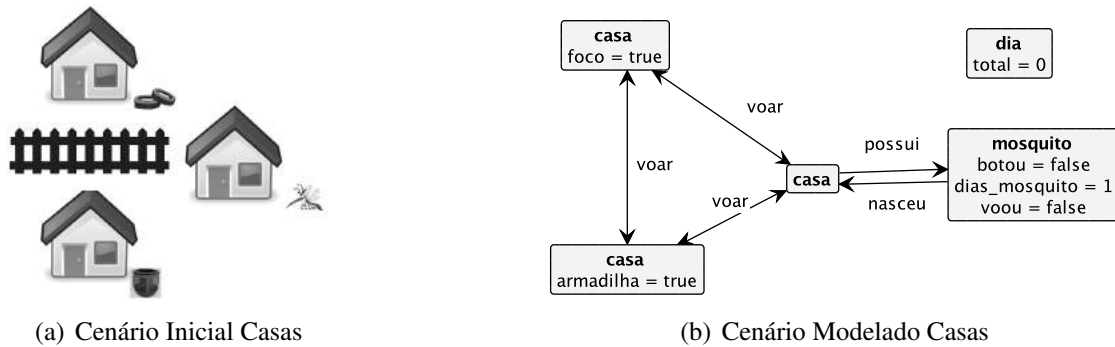 casa
foco = true
dia
total = 0
voar
possui
mosquito
botou = false
dias_mosquito = 1
voou = false
voar
casa
voar
nasceu
casa
armadilha = true
(a) Cenário Inicial Casas
(b) Cenário Modelado Casas